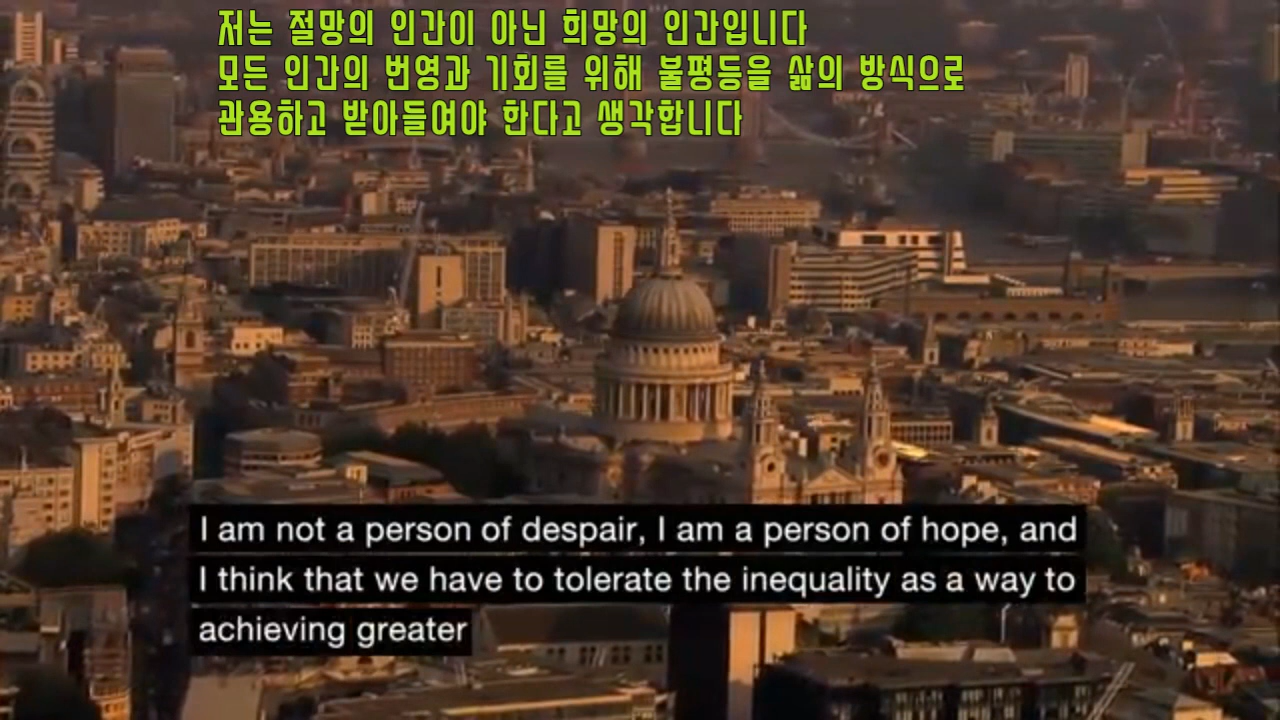 저는 절망의 인간이 아닌 희망의 인간입니다
모든 인간의 번영과 기회를 위해 불평등을 삶의 방식으로
관용하고 받아들여야 한다고 생각합니다
I am not a person of despair, I am a person of hope, and
I think that we have to tolerate the inequality as a way to
achieving greater